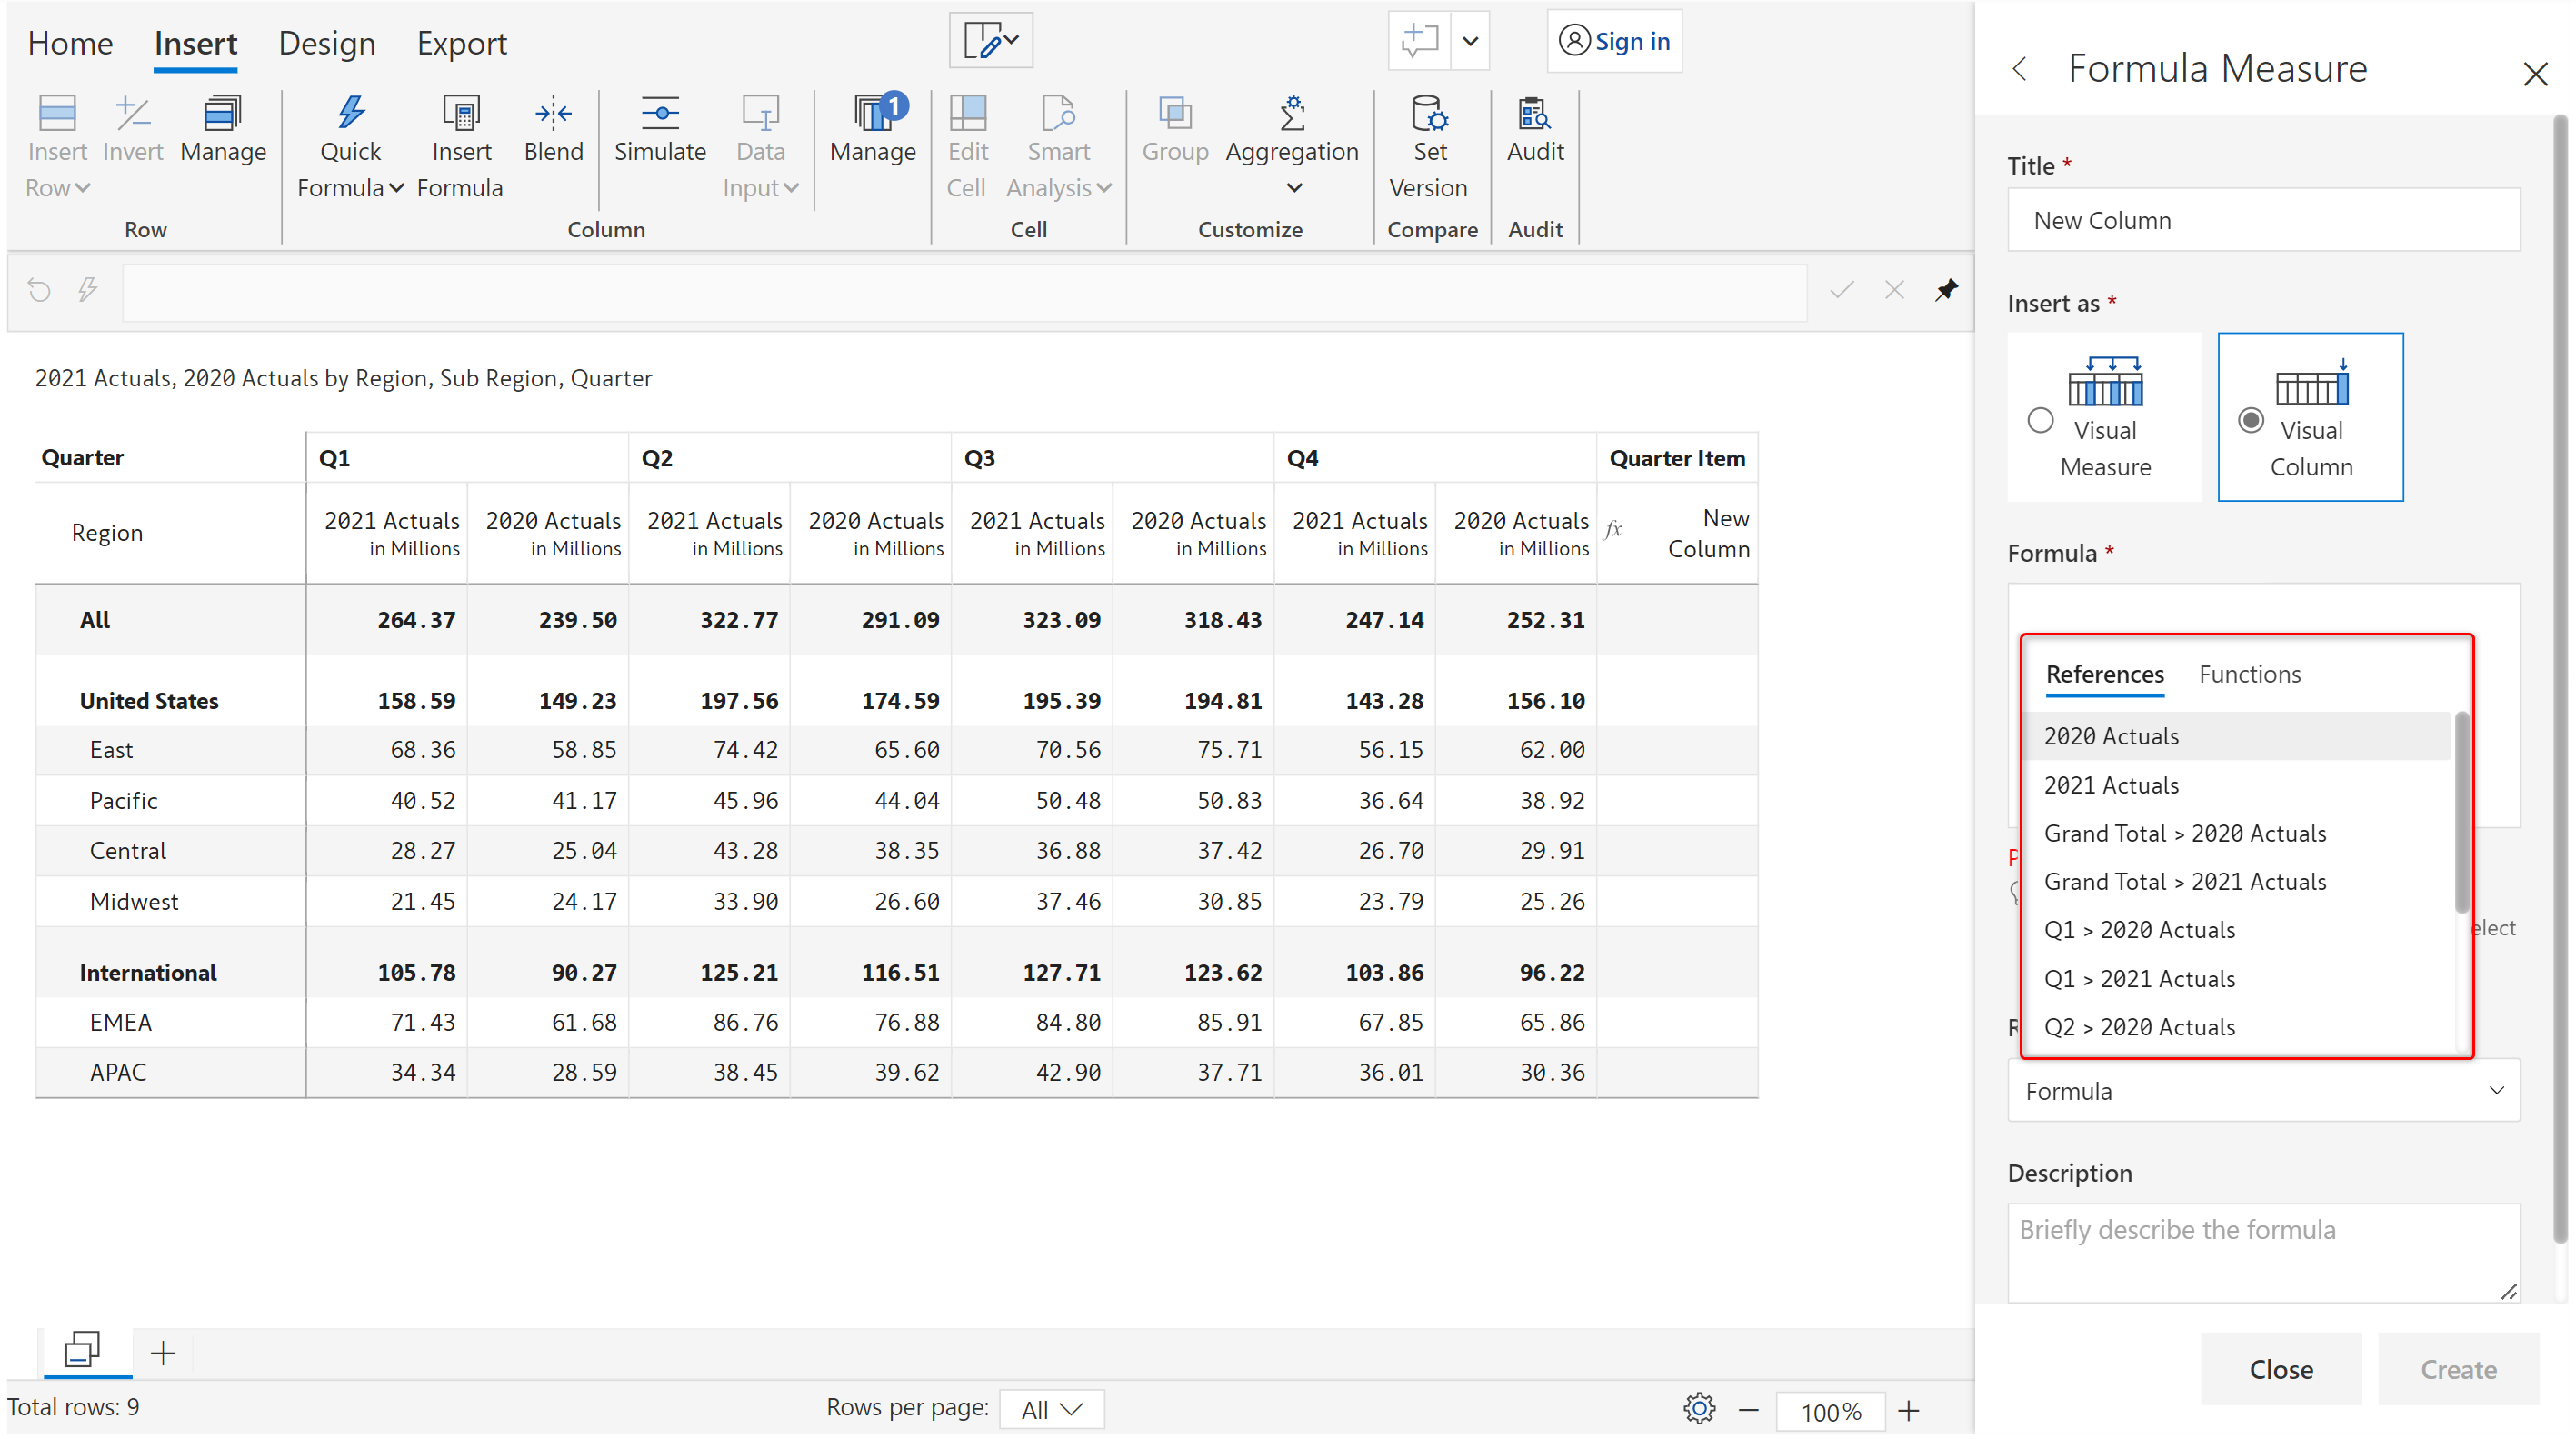 Home Insert Design Export
Sign in
Insert Row
Invert
Manage
Quick Formula
Insert Formula
Blend
Simulate
Data Input
Manage
1
Edit Cell
Smart Analysis
Group
Aggregation
Set Version
Audit
Row Column Cell Customize Compare Audit
2021 Actuals, 2020 Actuals by Region, Sub Region, Quarter
Quarter Q1 Q2 Q3 Q4 Quarter Item
Region 2021 Actuals in Millions 2020 Actuals in Millions 2021 Actuals in Millions 2020 Actuals in Millions 2021 Actuals in Millions 2020 Actuals in Millions 2021 Actuals in Millions 2020 Actuals in Millions fx New Column
All 264.37 239.50 322.77 291.09 323.09 318.43 247.14 252.31
United States 158.59 149.23 197.56 174.59 195.39 194.81 143.28 156.10
East 68.36 58.85 74.42 65.60 70.56 75.71 56.15 62.00
Pacific 40.52 41.17 45.96 44.04 50.48 50.83 36.64 38.92
Central 28.27 25.04 43.28 38.35 36.88 37.42 26.70 29.91
Midwest 21.45 24.17 33.90 26.60 37.46 30.85 23.79 25.26
International 105.78 90.27 125.21 116.51 127.71 123.62 103.86 96.22
EMEA 71.43 61.68 86.76 76.88 84.80 85.91 67.85 65.86
APAC 34.34 28.59 38.45 39.62 42.90 37.71 36.01 30.36
Total rows: 9
Rows per page: All
100%
Formula Measure
Title *
New Column
Insert as *
Visual Measure
Visual Column
Formula *
References Functions
2020 Actuals
2021 Actuals
Grand Total > 2020 Actuals
Grand Total > 2021 Actuals
Q1 > 2020 Actuals
elect
Q1 > 2021 Actuals
Q2 > 2020 Actuals
Formula
Description
Briefly describe the formula
Close Create